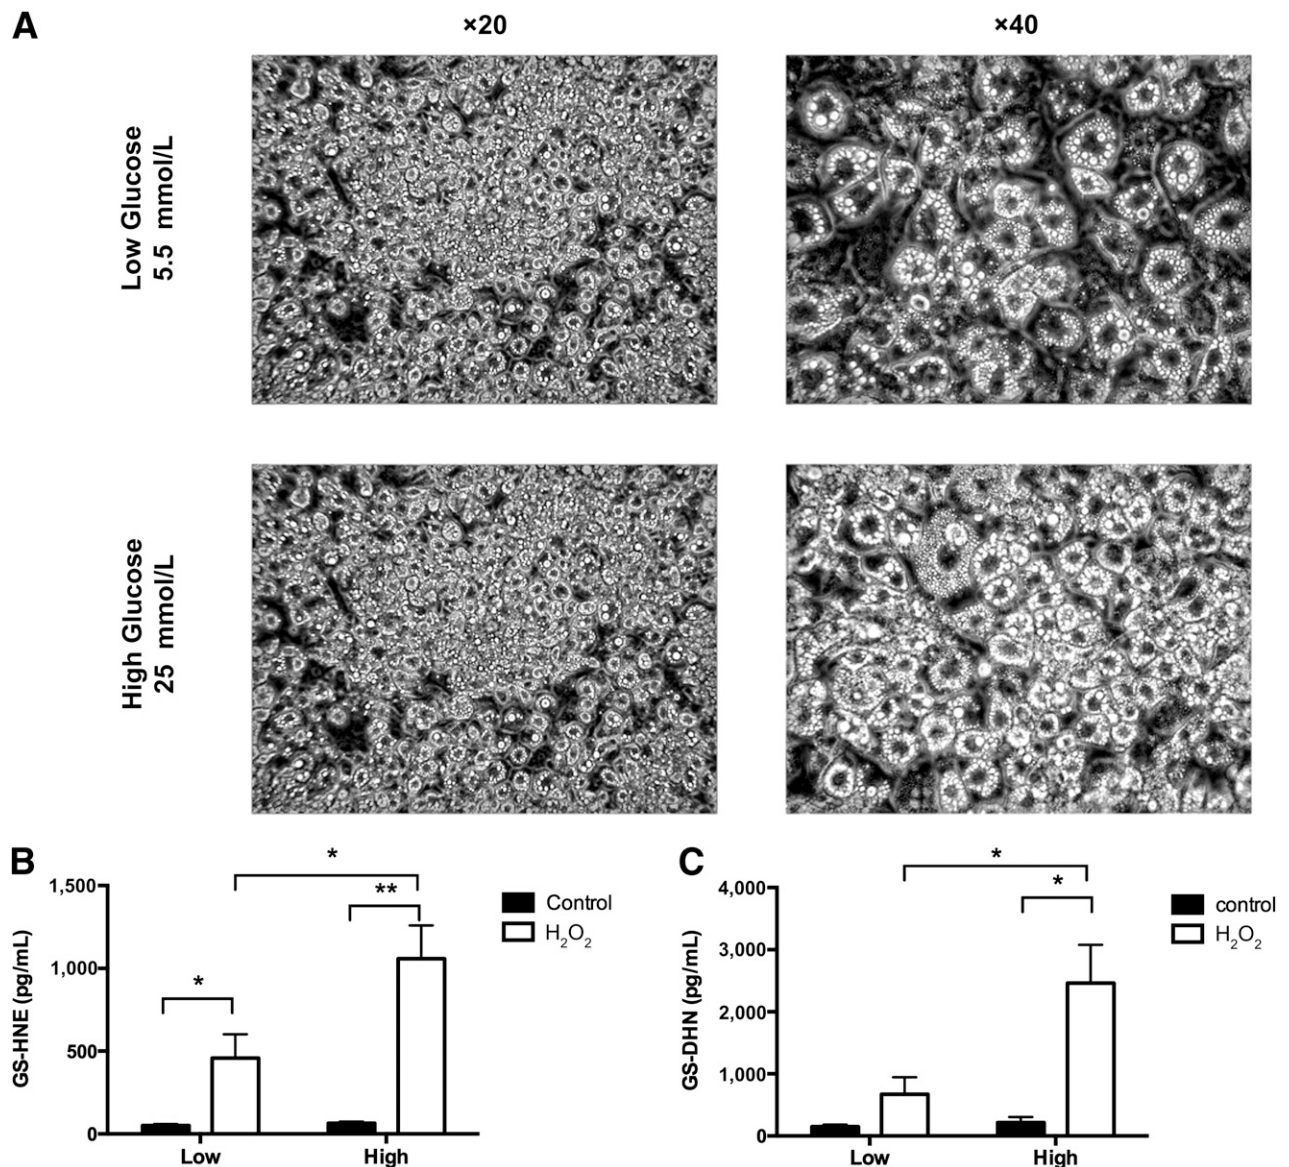 A
×20
×40
Low Glucose
5.5 mmol/L
High Glucose
25 mmol/L
B
*
**
*
1,500
1,000
500
0
GS-HNE (pg/mL)
Control
H₂O₂
Low
High
C
*
*
4,000
3,000
2,000
1,000
0
GS-DHN (pg/mL)
control
H₂O₂
Low
High